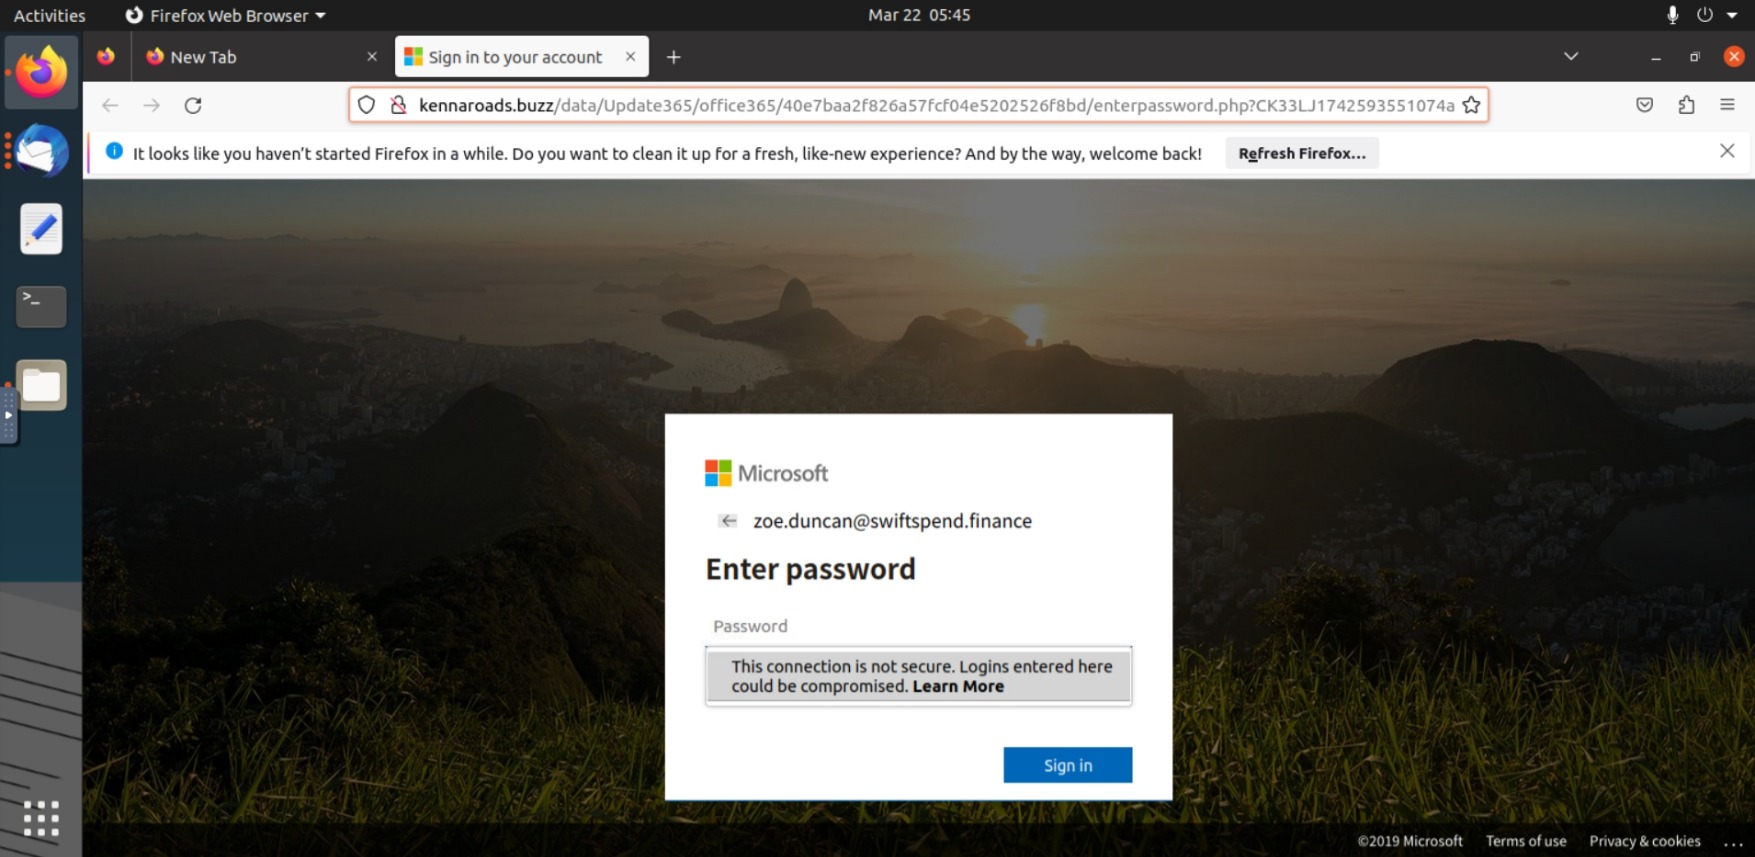 Activities
Firefox Web Browser
Mar 22 05:45
New Tab
Sign in to your account
kennaroads.buzz/data/Update365/office365/40e7baa2f826a57fcf04e5202526f8bd/enterpassword.php?CK33LJ1742593551074a
It looks like you haven't started Firefox in a while. Do you want to clean it up for a fresh, like-new experience? And by the way, welcome back!
Refresh Firefox...
Microsoft
zoe.duncan@swiftspend.finance
Enter password
Password
This connection is not secure. Logins entered here
could be compromised. Learn More
Sign in
©2019 Microsoft
Terms of use
Privacy & cookies
...